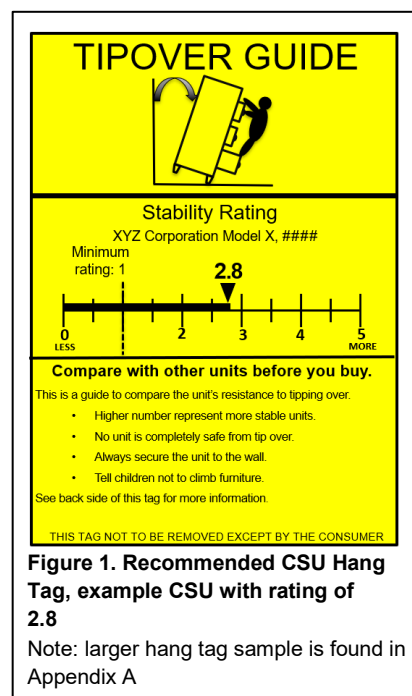 TIPOVER GUIDE
Stability Rating
XYZ Corporation Model X, ####
Minimum
rating: 1
2.8
0 2 3 4 5
LESS MORE
Compare with other units before you buy.
This is a guide to compare the unit's resistance to tipping over.
• Higher number represent more stable units.
• No unit is completely safe from tip over.
• Always secure the unit to the wall.
• Tell children not to climb furniture.
See back side of this tag for more information.
THIS TAG NOT TO BE REMOVED EXCEPT BY THE CONSUMER
Figure 1. Recommended CSU Hang
Tag, example CSU with rating of
2.8
Note: larger hang tag sample is found in
Appendix A